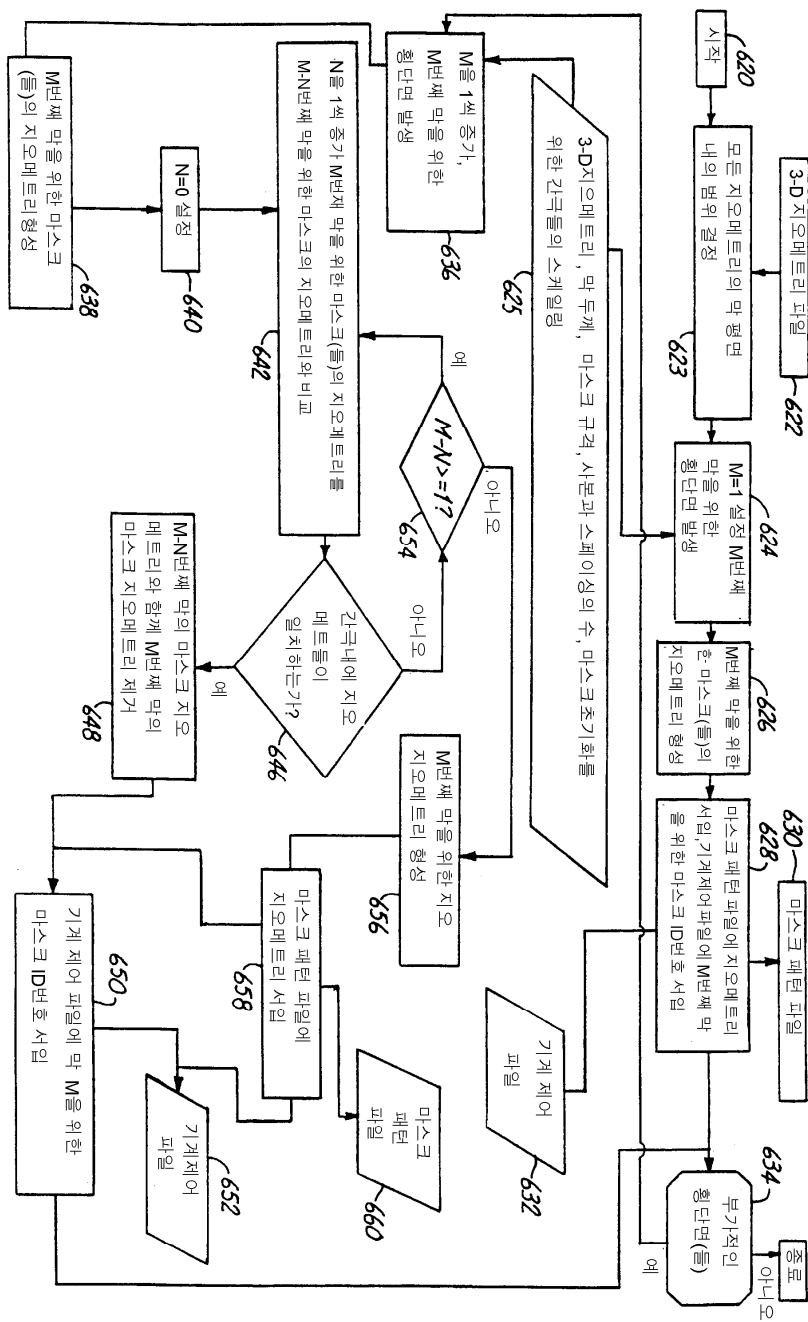 620
시작
3-D 지오메트리 파일
622
모든 지오메트리의 막 평면
내의 범위 결정
623
624
M=1 설정 M번째
막을 위한
횡단면 발생
626
M번째 막을 위한
한 마스크(들)의
지오메트리 형성
630
마스크 패턴 파일
628
마스크 패턴 파일에 지오메트리
서입, 기계제어 파일에 M번째 막
을 위한 마스크 ID번호 서입
634
부가적인
횡단면(들)
종료
아니오
예
3-D지오메트리, 막 두께, 마스크 규격, 사본과 스페이싱의 수, 마스크초기화를
위한 간극들의 스케일링
625
기계 제어
파일
632
M을 1씩 증가,
M번째 막을 위한
횡단면 발생
636
M-N>=1?
654
예
아니오
M번째 막을 위한 지오
메트리 형성
656
마스크 패턴
파일
660
N을 1씩 증가 M번째 막을 위한 마스크(들)의 지오메트리를
M-N번째 막을 위한 마스크의 지오메트리와 비교
642
간극내에 지오
메트들이
일치하는가?
646
아니오
예
마스크 패턴 파일에
지오메트리 서입
658
기계제어
파일
652
M번째 막을 위한 마스크
(들)의 지오메트리형성
638
N=0 설정
640
M-N번째 막의 마스크 지오
메트리와 함께 M번째 막의
마스크 지오메트리 제거
648
기계 제어 파일에 막 M을 위한
마스크 ID번호 서입
650